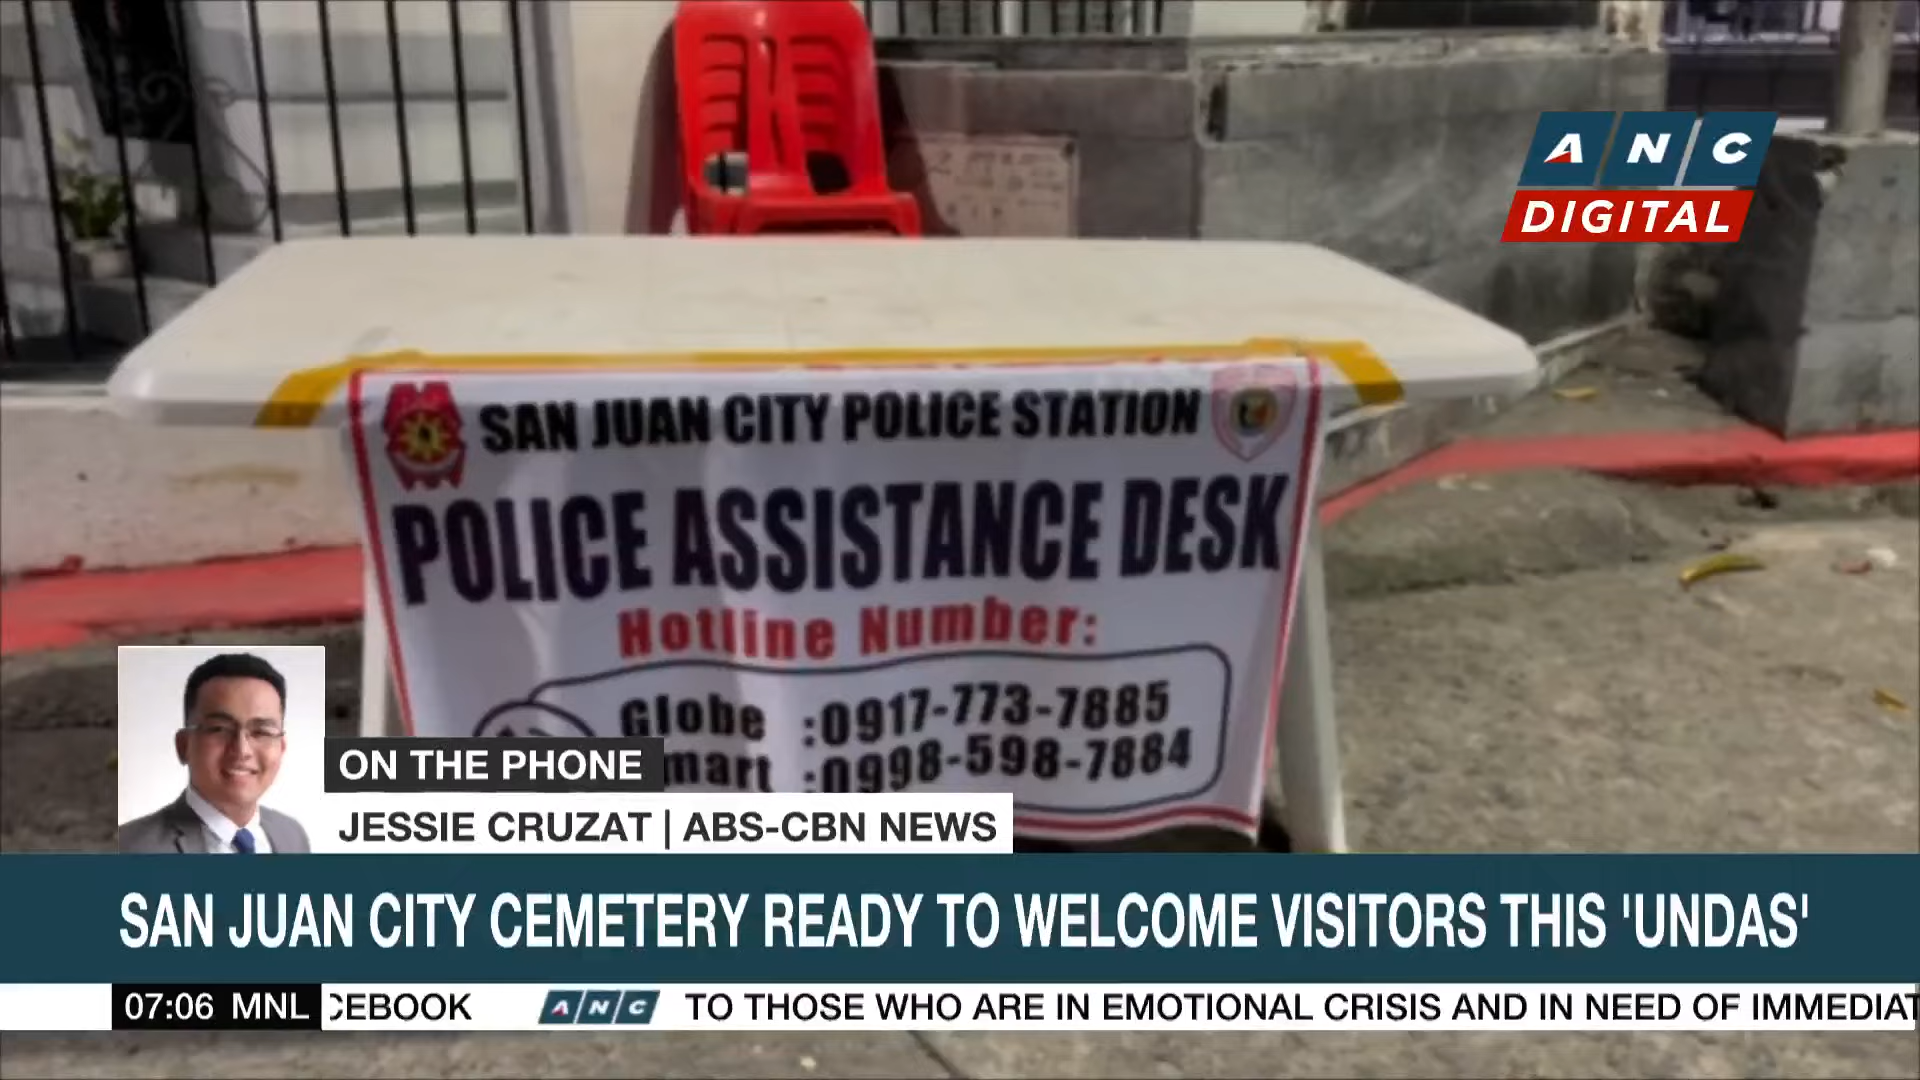 ANC
DIGITAL
SAN JUAN CITY POLICE STATION
POLICE ASSISTANCE DESK
Hotline Number:
Globe :0917-773-7885
mart :0998-598-7884
ON THE PHONE
JESSIE CRUZAT | ABS-CBN NEWS
SAN JUAN CITY CEMETERY READY TO WELCOME VISITORS THIS 'UNDAS'
07:06 MNL CEBOOK ANC TO THOSE WHO ARE IN EMOTIONAL CRISIS AND IN NEED OF IMMEDIAT